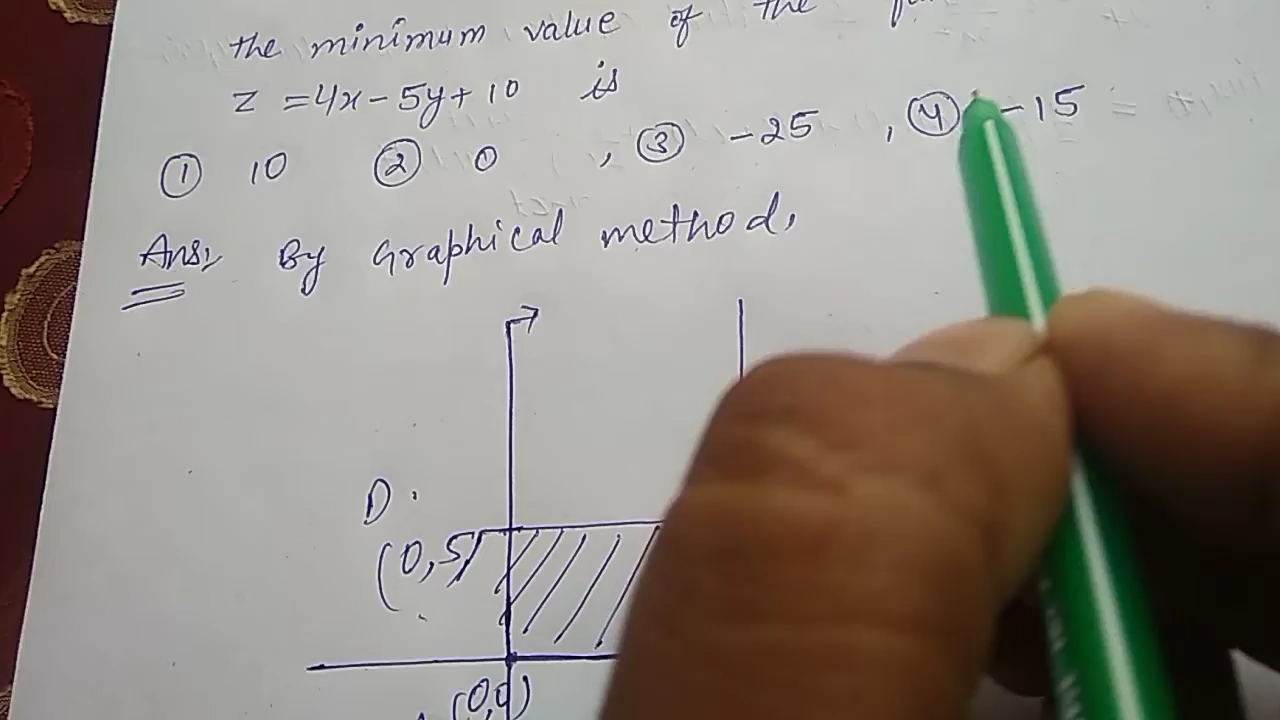 the minimum value of the
z = 4x - 5y + 10 is
① 10 ② 0 , ③ -25 , ④ -15
Ans: By Graphical method,
D.
(0,5)
(0,0)